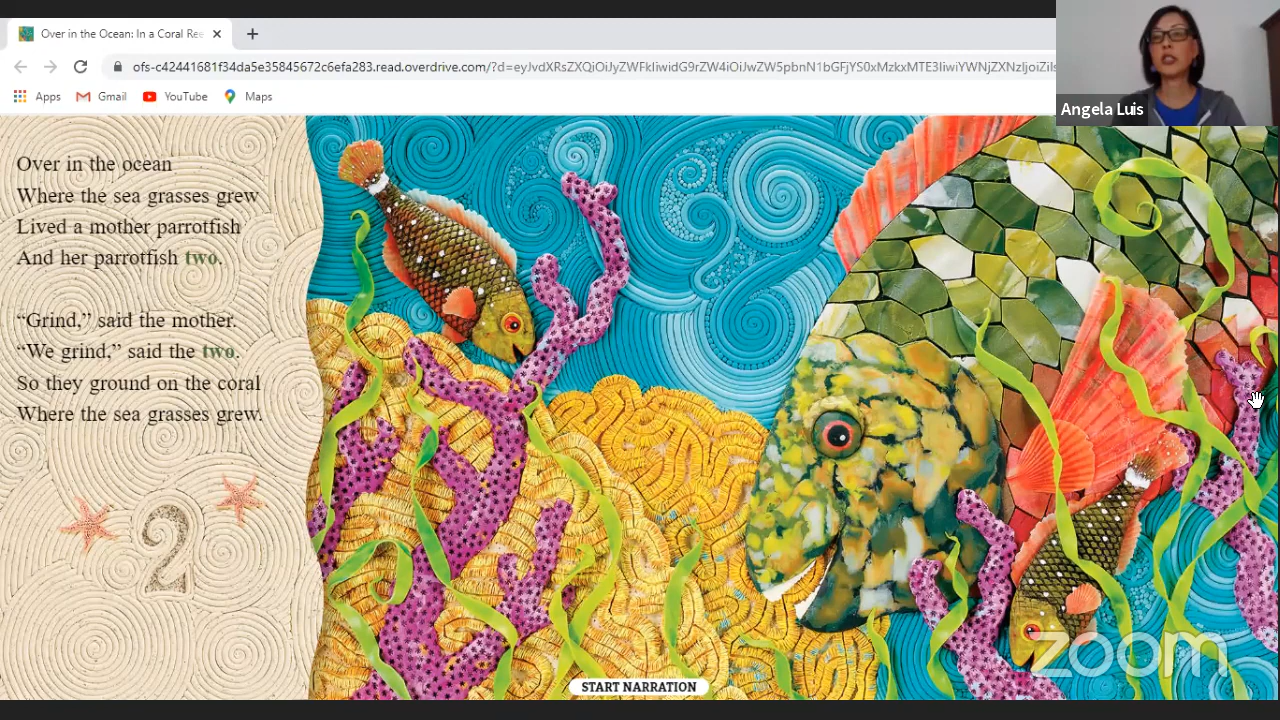 Over in the Ocean: In a Coral Ree
ofs-c42441681f34da5e35845672c6efa283.read.overdrive.com/?d=
Apps Gmail YouTube Maps
Angela Luis
Over in the ocean
Where the sea grasses grew
Lived a mother parrotfish
And her parrotfish two.
“Grind,” said the mother.
“We grind,” said the two.
So they ground on the coral
Where the sea grasses grew.
2
START NARRATION
zoom